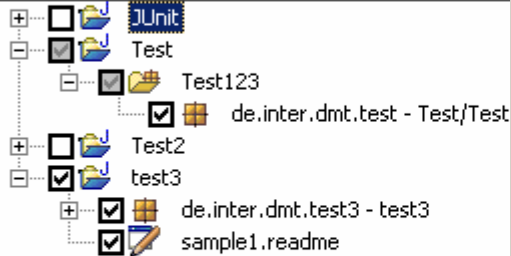 JUnit
Test
Test123
de.inter.dmt.test - Test/Test
Test2
test3
de.inter.dmt.test3 - test3
sample1.readme